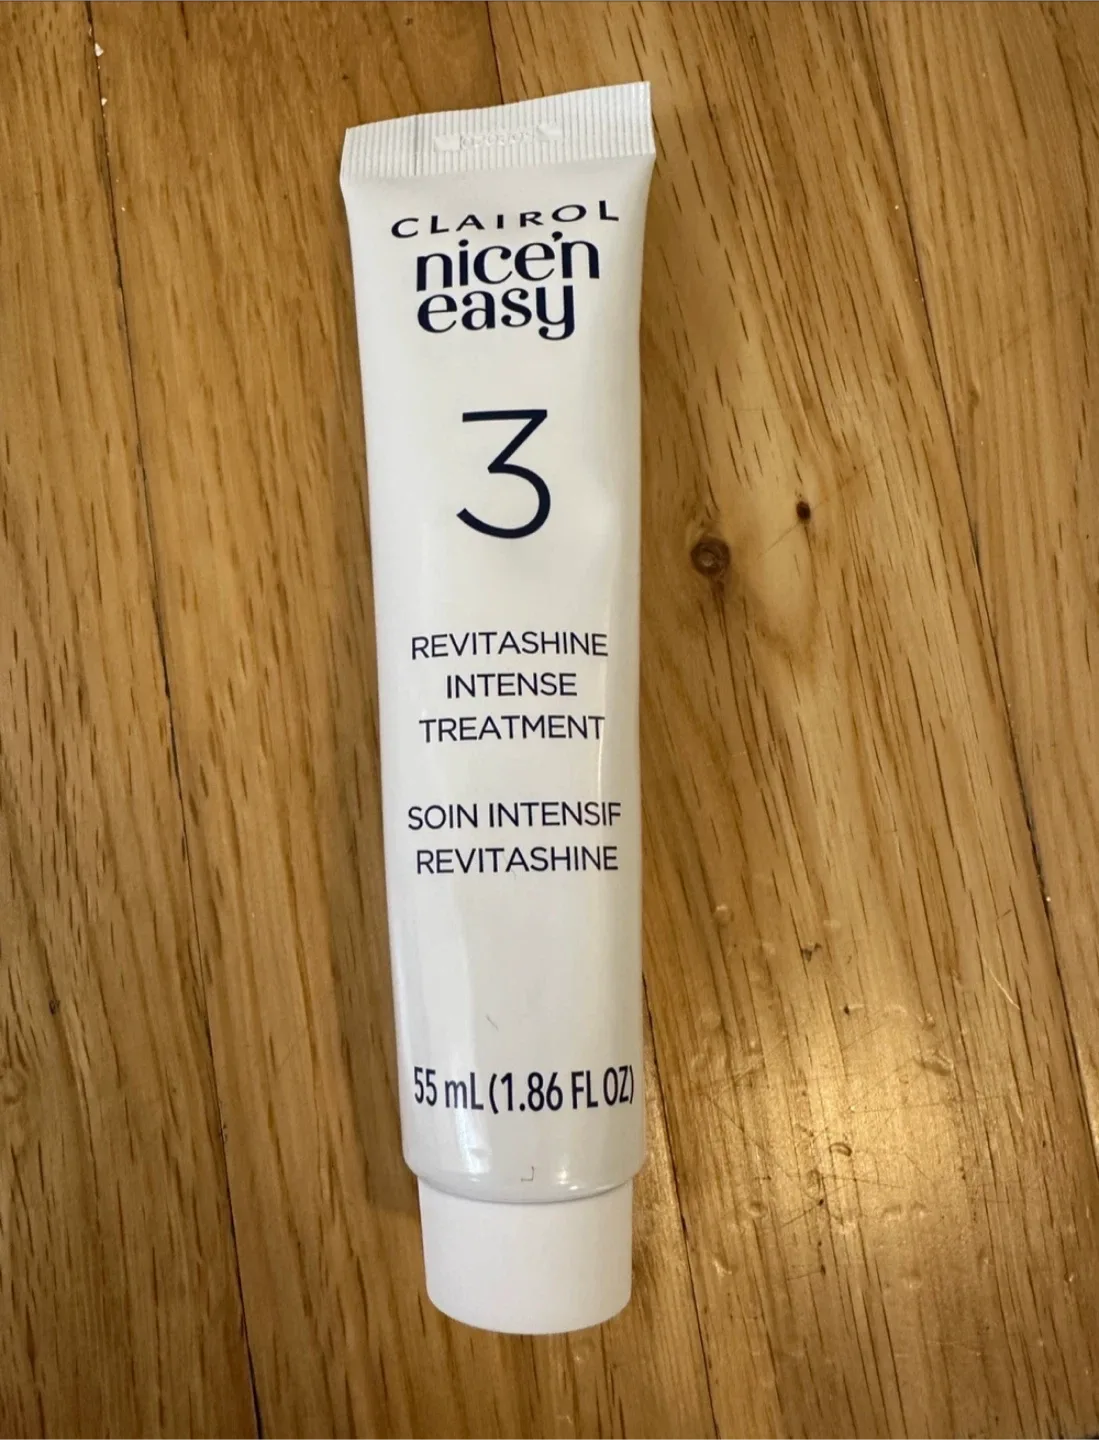 CLAIROL
nice'n
easy
3
REVITASHINE
INTENSE
TREATMENT
SOIN INTENSIF
REVITASHINE
55 mL (1.86 FL OZ)